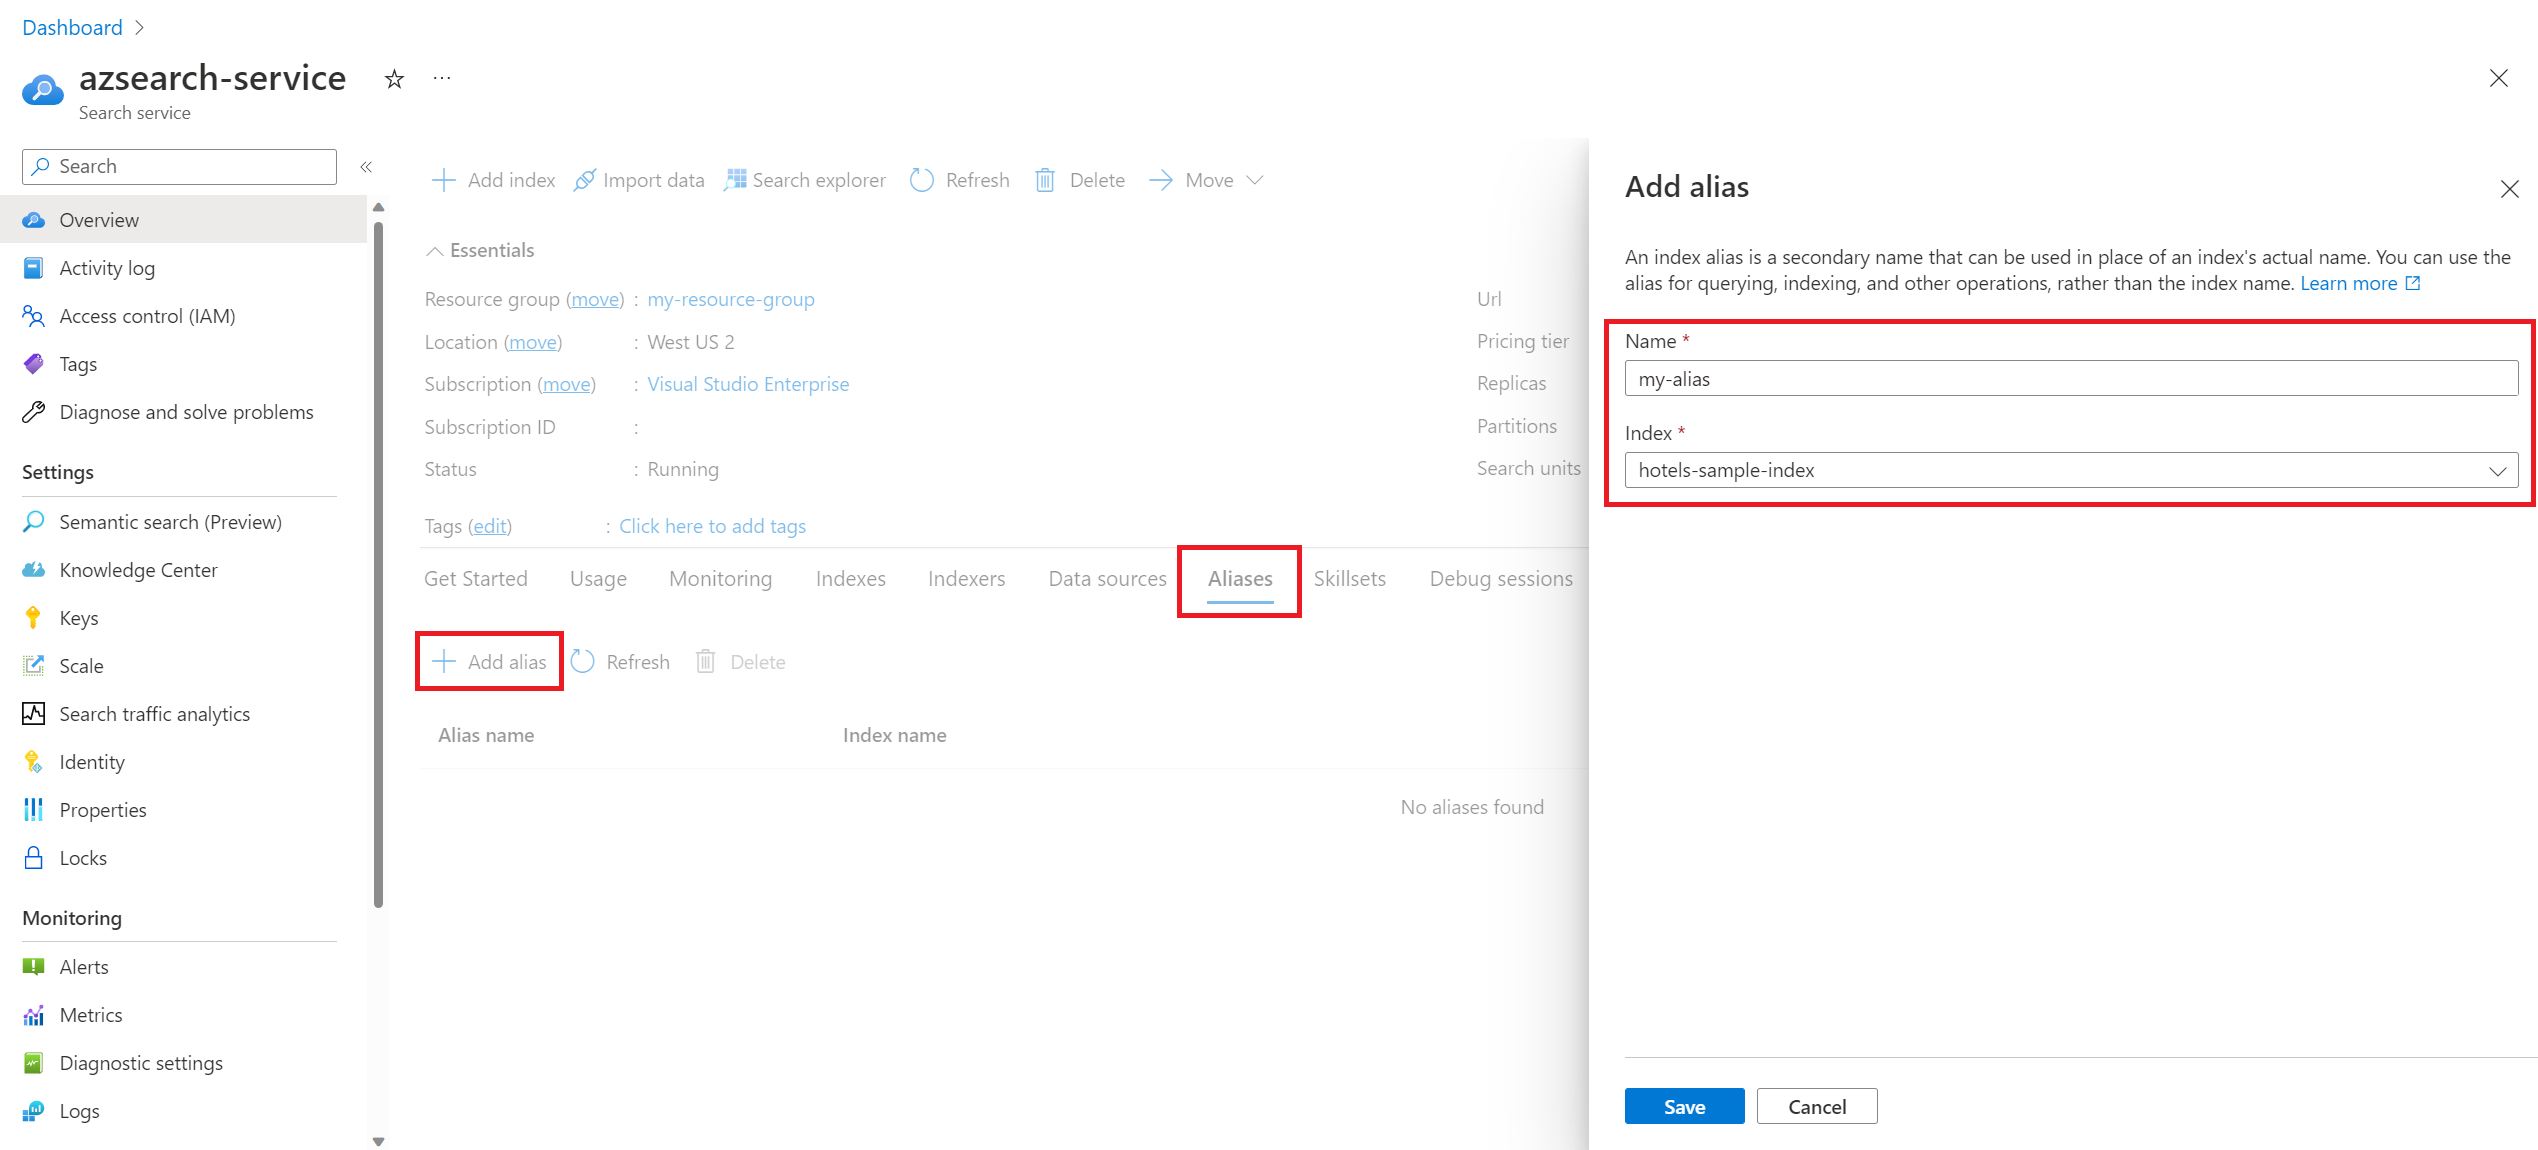 Dashboard
azsearch-service
Search service
Search
Overview
Activity log
Access control (IAM)
Tags
Diagnose and solve problems
Settings
Semantic search (Preview)
Knowledge Center
Keys
Scale
Search traffic analytics
Identity
Properties
Locks
Monitoring
Alerts
Metrics
Diagnostic settings
Logs
Add index Import data Search explorer Refresh Delete Move
Essentials
Resource group (move) : my-resource-group
Location (move) : West US 2
Subscription (move) : Visual Studio Enterprise
Subscription ID :
Status : Running
Tags (edit) : Click here to add tags
Url
Pricing tier
Replicas
Partitions
Search units
Get Started Usage Monitoring Indexes Indexers Data sources Aliases Skillsets Debug sessions
Add alias Refresh Delete
Alias name Index name
No aliases found
Add alias
An index alias is a secondary name that can be used in place of an index's actual name. You can use the
alias for querying, indexing, and other operations, rather than the index name. Learn more
Name *
my-alias
Index *
hotels-sample-index
Save Cancel